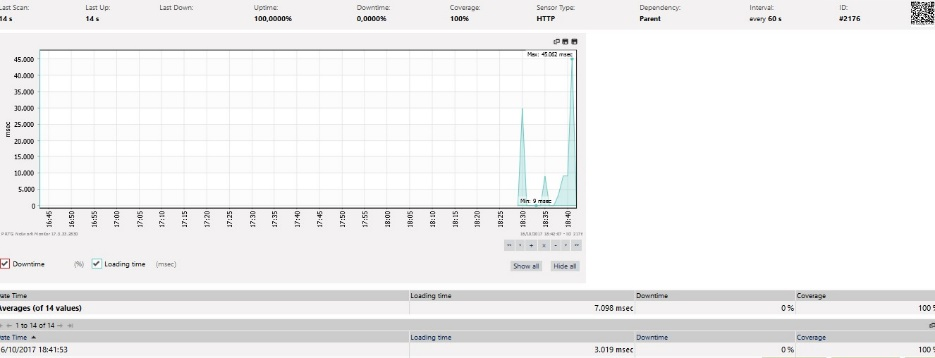 Last Scan: Last Up: Last Down: Uptime: Downtime: Coverage: Sensor Type: Dependency: Interval: ID:
14 s 14 s 100,0000% 0,0000% 100% HTTP Parent every 60 s #2176
Max: 45.062 msec
45.000
40.000
35.000
30.000
25.000
20.000
15.000
10.000
5.000
0
msec
Min: 9 msec
16:45 16:50 16:55 17:00 17:05 17:10 17:15 17:20 17:25 17:30 17:35 17:40 17:45 17:50 17:55 18:00 18:05 18:10 18:15 18:20 18:25 18:30 18:35 18:40
Downtime (%) Loading time (msec)
Show all Hide all
Date Time Loading time Downtime Coverage
Averages (of 14 values) 7.098 msec 0 % 100 %
1 to 14 of 14
Date Time Loading time Downtime Coverage
6/10/2017 18:41:53 3.019 msec 0 % 100 %